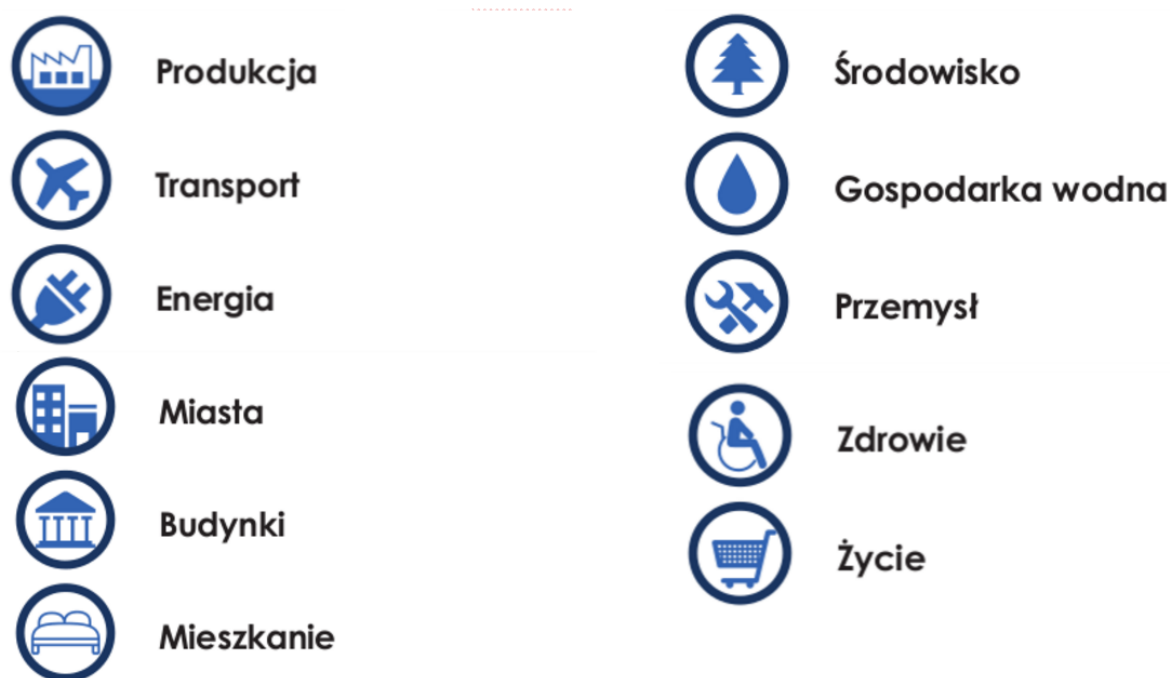 Produkcja
Transport
Energia
Miasta
Budynki
Mieszkanie
Środowisko
Gospodarka wodna
Przemysł
Zdrowie
Życie